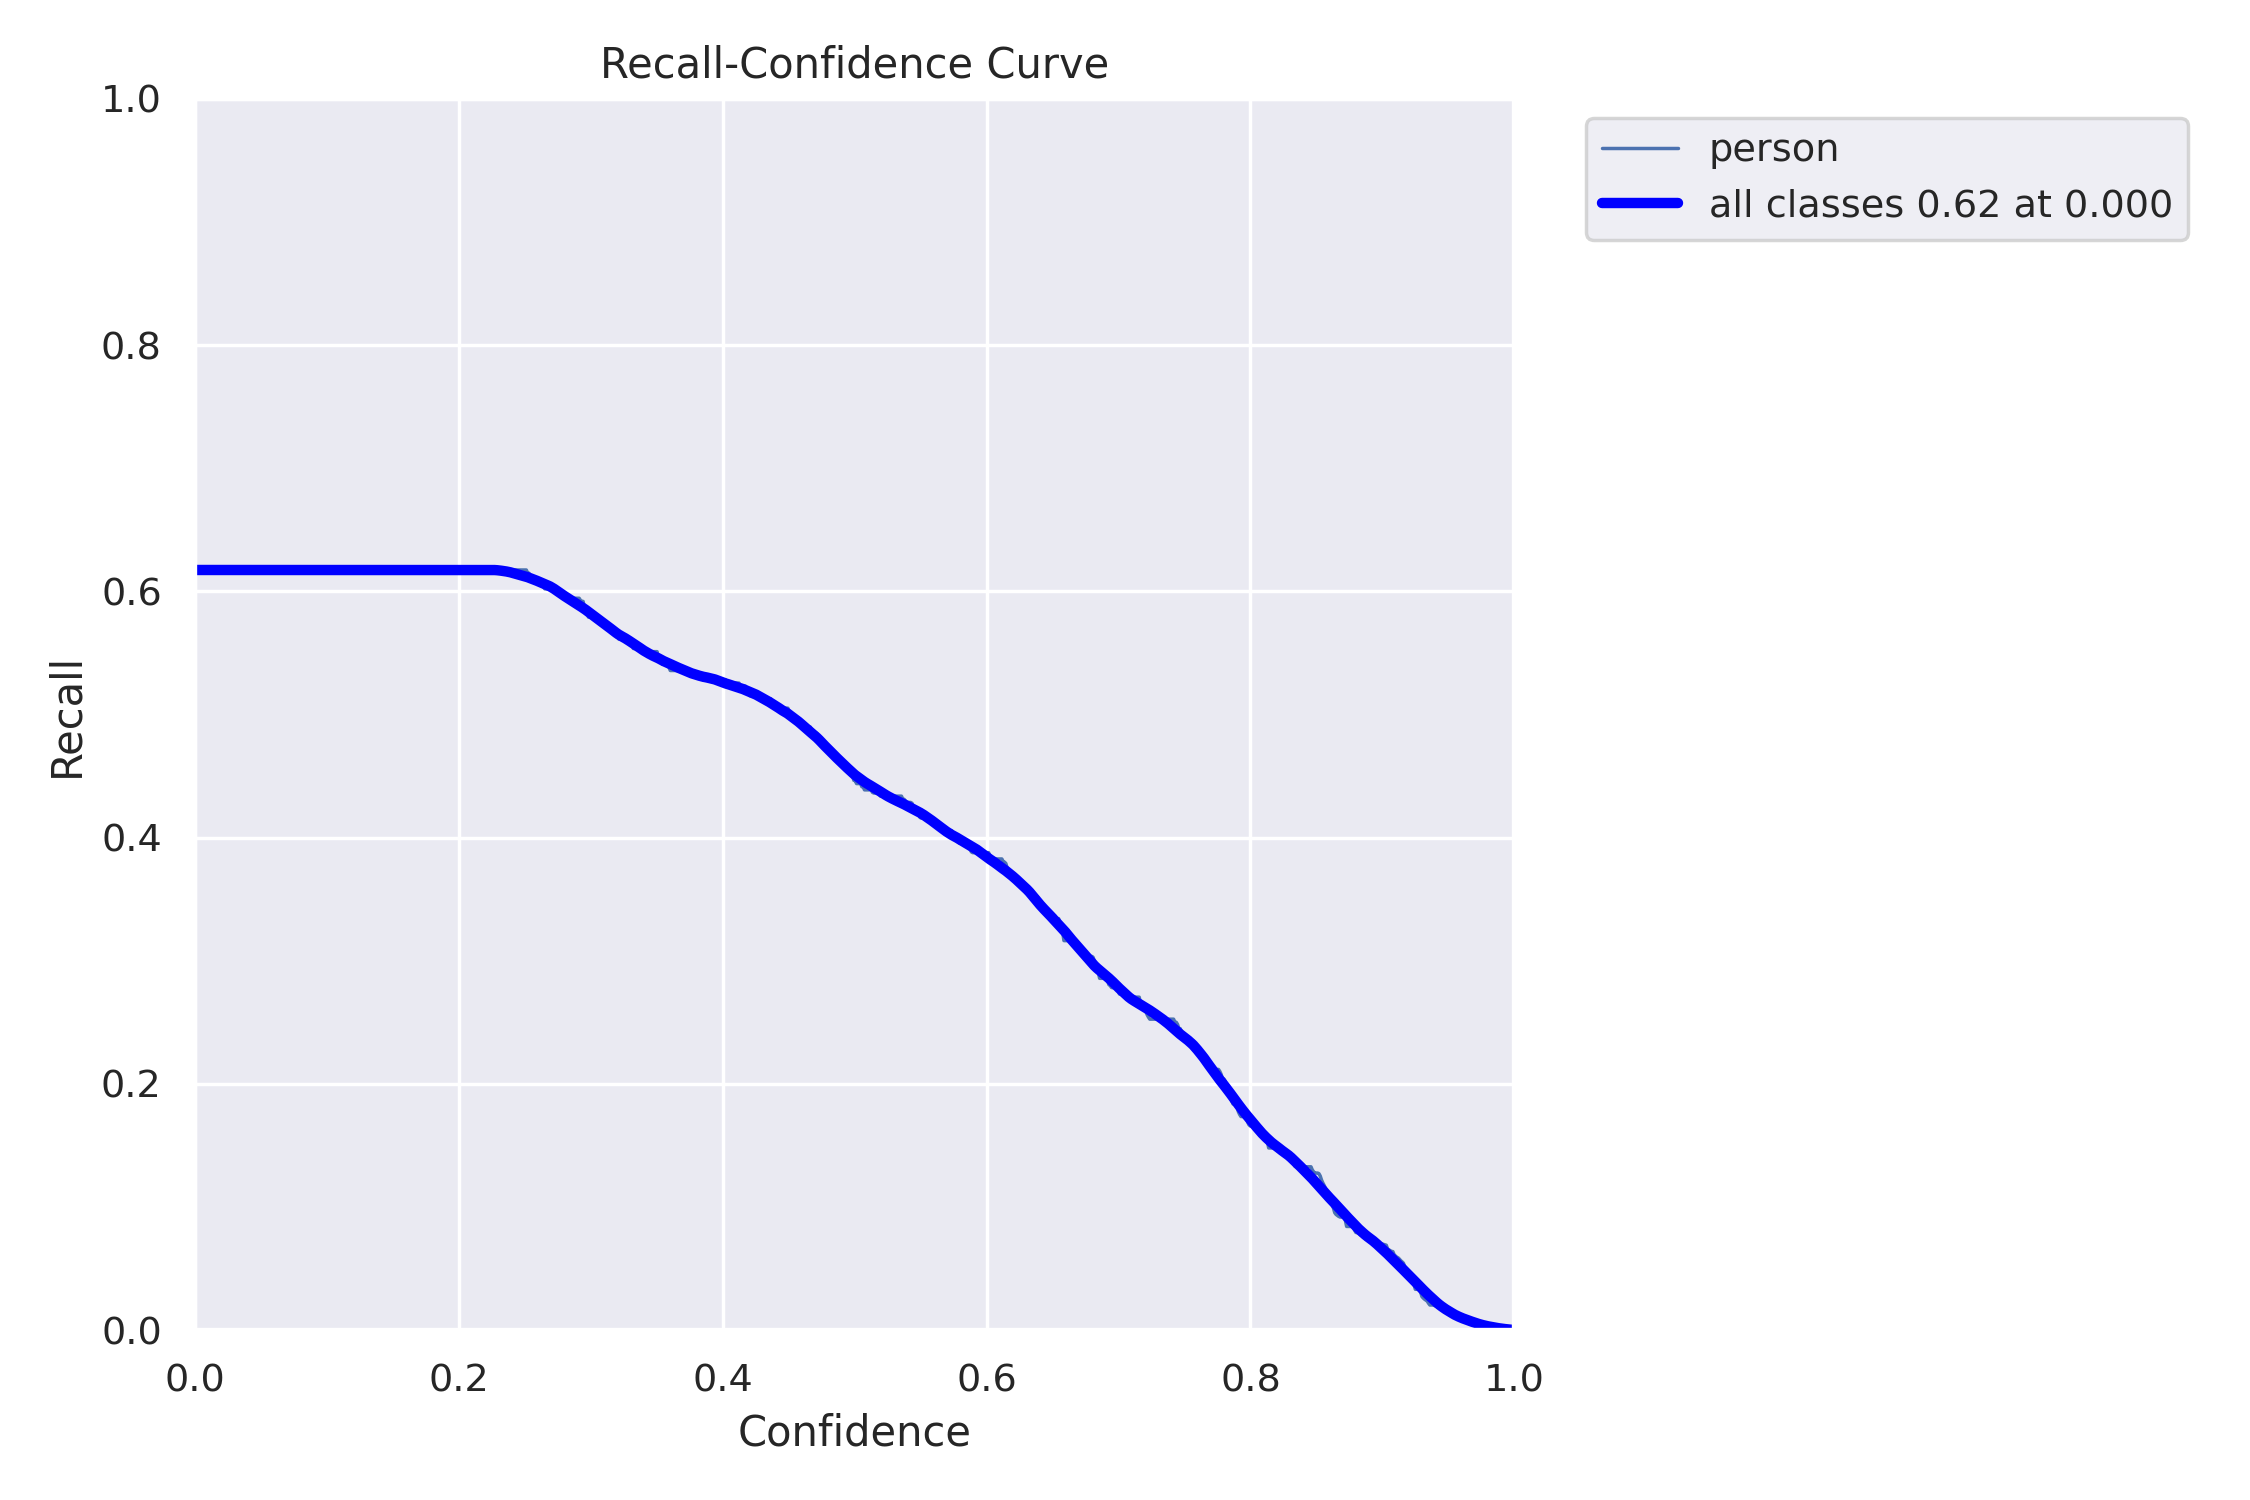 Recall-Confidence Curve
1.0
0.8
0.6
0.4
0.2
0.0
Recall
0.0 0.2 0.4 0.6 0.8 1.0
Confidence
person
all classes 0.62 at 0.000